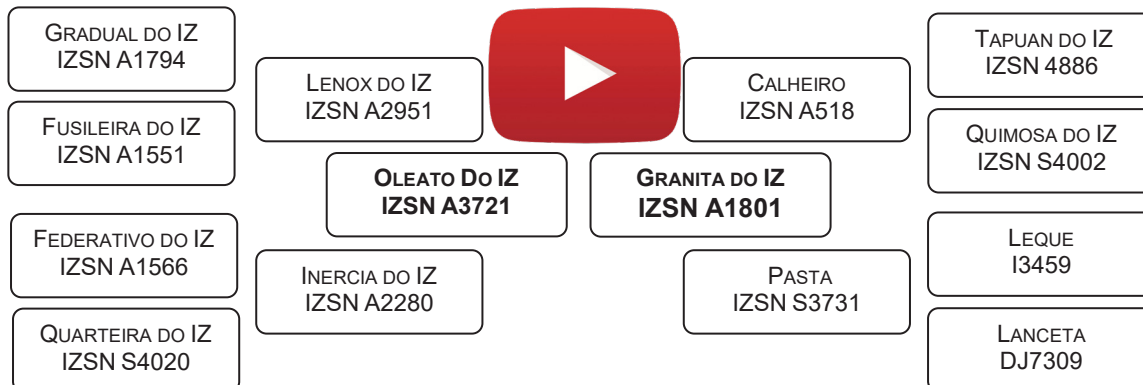 GRADUAL DO IZ
IZSN A1794
FUSILEIRA DO IZ
IZSN A1551
FEDERATIVO DO IZ
IZSN A1566
QUARTEIRA DO IZ
IZSN S4020
LENOX DO IZ
IZSN A2951
INERCIA DO IZ
IZSN A2280
OLEATO DO IZ
IZSN A3721
GRANITA DO IZ
IZSN A1801
CALHEIRO
IZSN A518
PASTA
IZSN S3731
TAPUAN DO IZ
IZSN 4886
QUIMOSA DO IZ
IZSN S4002
LEQUE
I3459
LANCETA
DJ7309